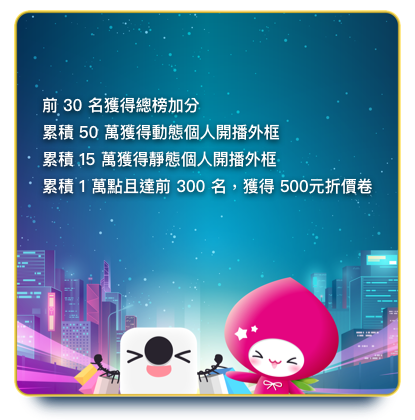 前 30 名獲得總榜加分
累積 50 萬獲得動態個人開播外框
累積 15 萬獲得靜態個人開播外框
累積 1 萬點且達前 300 名，獲得 500元折價卷